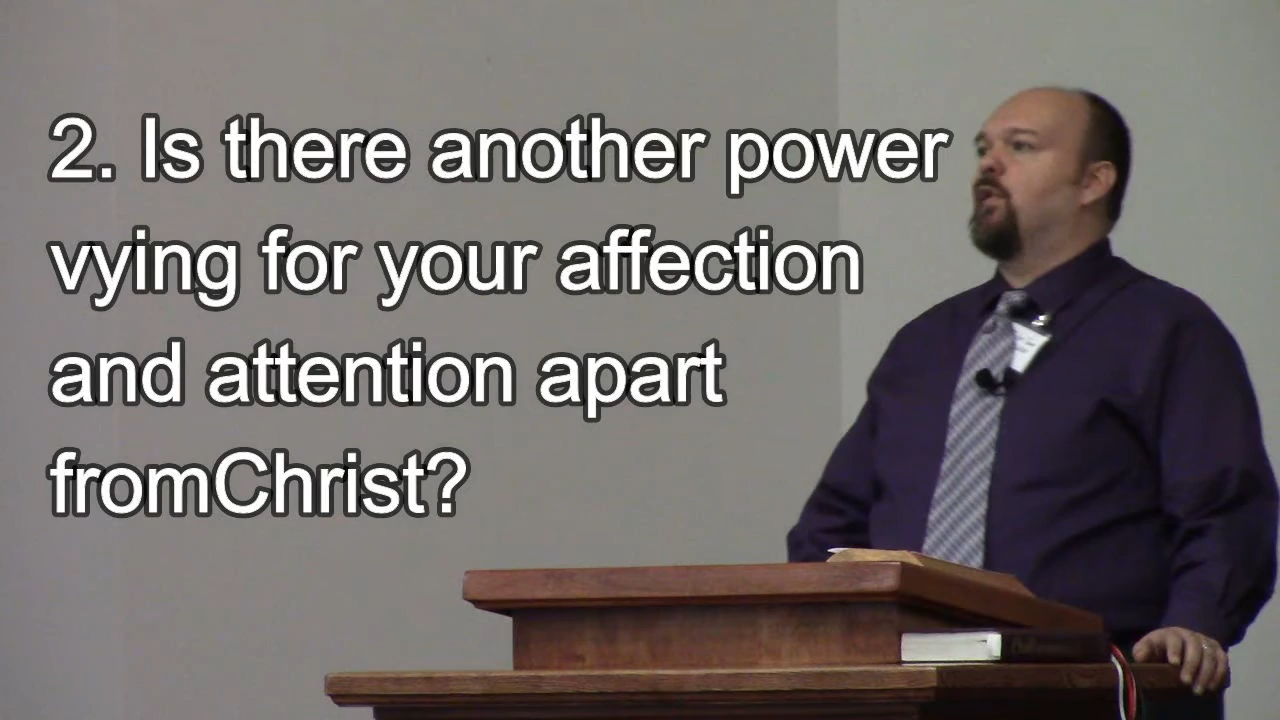 2. Is there another power
vying for your affection
and attention apart
fromChrist?